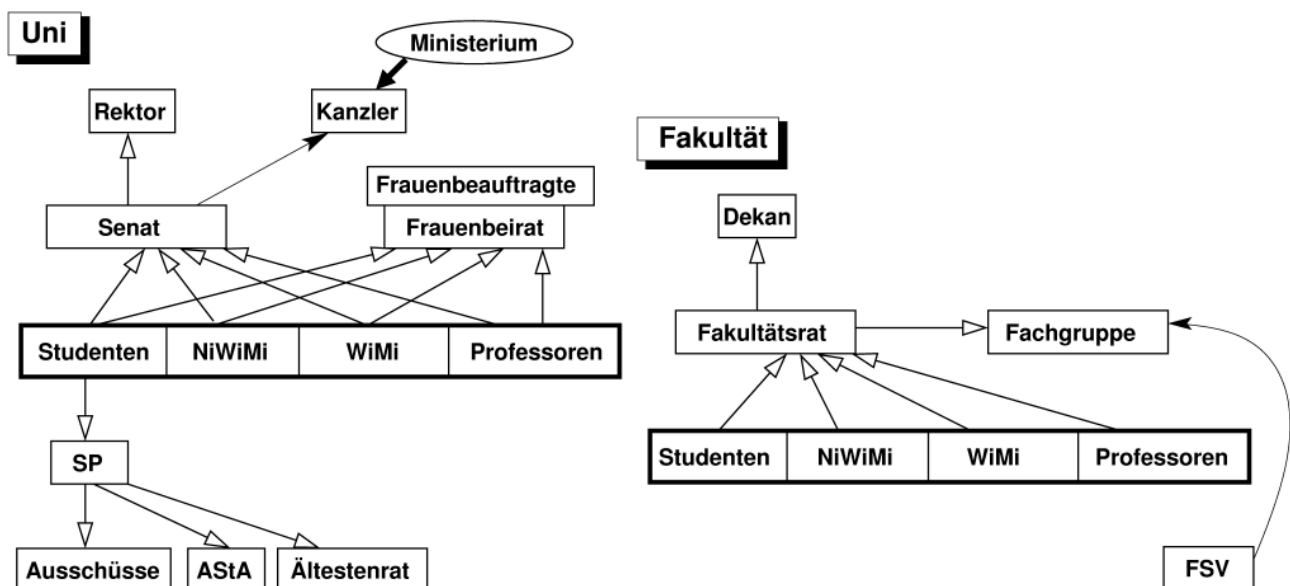 Uni
Ministerium
Rektor
Kanzler
Frauenbeauftragte
Senat
Frauenbeirat
Studenten
NiWiMi
WiMi
Professoren
SP
Ausschüsse
AStA
Ältestenrat
Fakultät
Dekan
Fakultätsrat
Fachgruppe
Studenten
NiWiMi
WiMi
Professoren
FSV